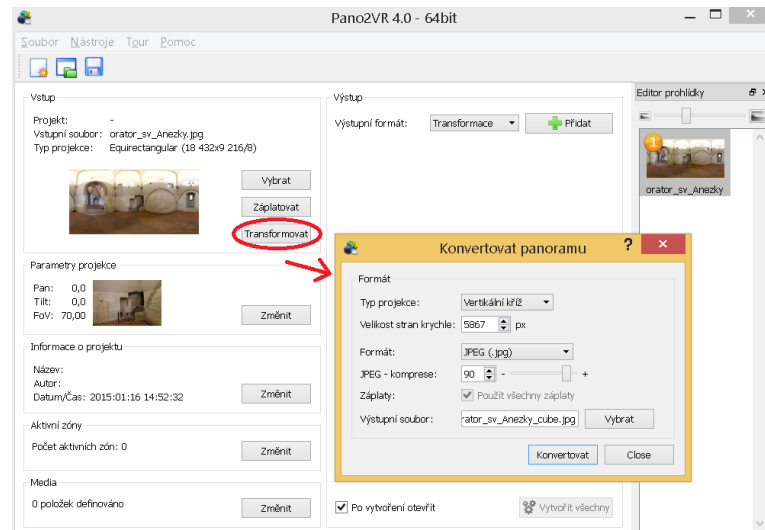 Pano2VR 4.0 - 64bit
Soubor Nástroje Tour Pomoc
Vstup
Projekt: -
Vstupní soubor: orator_sv_Anezky.jpg
Typ projekce: Equirectangular (18 432x9 216/8)
Vybrat
Záplatovat
Transformovat
Parametry projekce
Pan: 0,0
Tilt: 0,0
FoV: 70,00
Změnit
Informace o projektu
Název:
Autor:
Datum/Čas: 2015:01:16 14:52:32
Změnit
Aktivní zóny
Počet aktivních zón: 0
Změnit
Media
0 položek definováno
Změnit
Výstup
Výstupní formát: Transformace Přidat
Konvertovat panoramu ? ×
Formát
Typ projekce: Vertikální kříž
Velikost stran krychle: 5867 px
Formát: JPEG (.jpg)
JPEG - komprese: 90 - +
Záplaty: Použít všechny záplaty
Výstupní soubor: rator_sv_Anezky_cube.jpg Vybrat
Konvertovat Close
Po vytvoření otevřít Vytvořit všechny
Editor prohlídky
1
orator_sv_Anezky